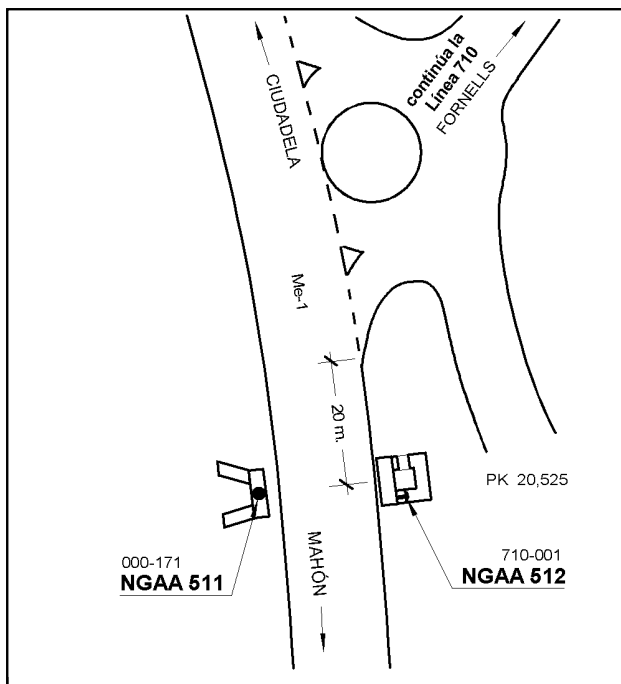 CIUDADELA
continúa la
Línea 710
FORNELLS
Me-1
20 m.
PK 20,525
MAHÓN
000-171
NGAA 511
710-001
NGAA 512